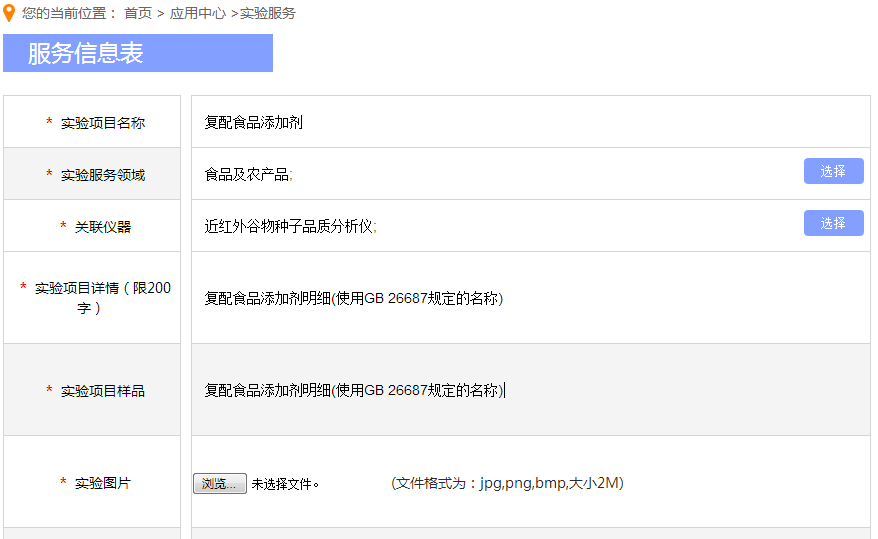 您的当前位置： 首页 > 应用中心 >实验服务
服务信息表
* 实验项目名称
复配食品添加剂
* 实验服务领域
食品及农产品;
选择
* 关联仪器
近红外谷物种子品质分析仪;
选择
* 实验项目详情（限200
字）
复配食品添加剂明细(使用GB 26687规定的名称)
* 实验项目样品
复配食品添加剂明细(使用GB 26687规定的名称)
* 实验图片
浏览... 未选择文件。
(文件格式为：jpg,png,bmp,大小2M)